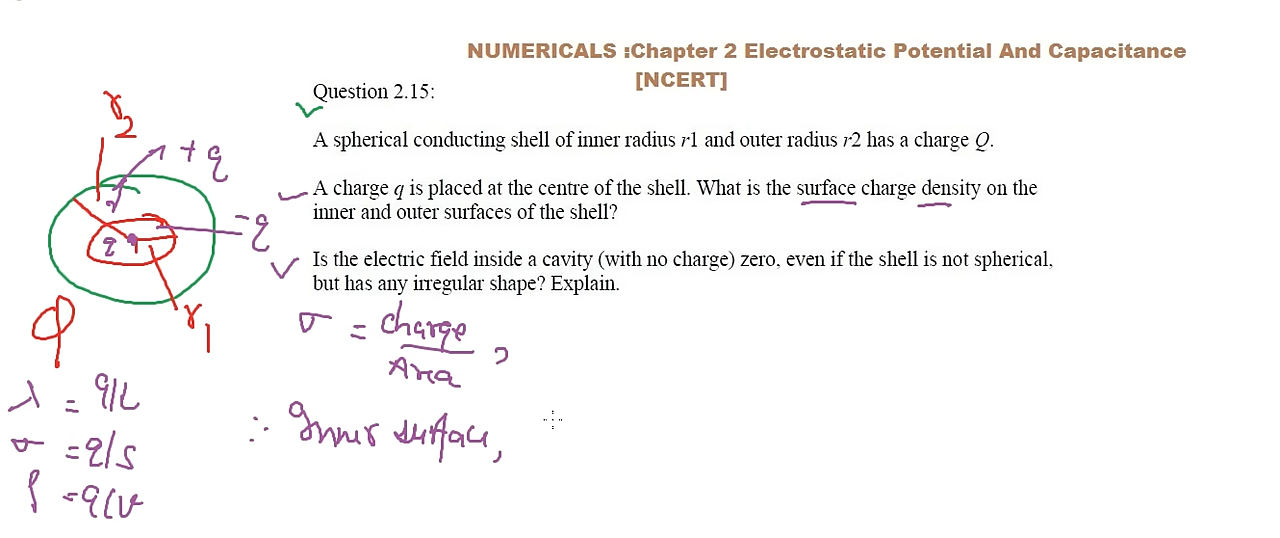 NUMERICALS :Chapter 2 Electrostatic Potential And Capacitance
[NCERT]
Question 2.15:
A spherical conducting shell of inner radius r1 and outer radius r2 has a charge Q.
A charge q is placed at the centre of the shell. What is the surface charge density on the
inner and outer surfaces of the shell?
Is the electric field inside a cavity (with no charge) zero, even if the shell is not spherical,
but has any irregular shape? Explain.
r2
+q
-q
q
r1
σ = charge
Area ,
λ = q/L
σ = q/s
ρ = q/v
∴ Inner surface,